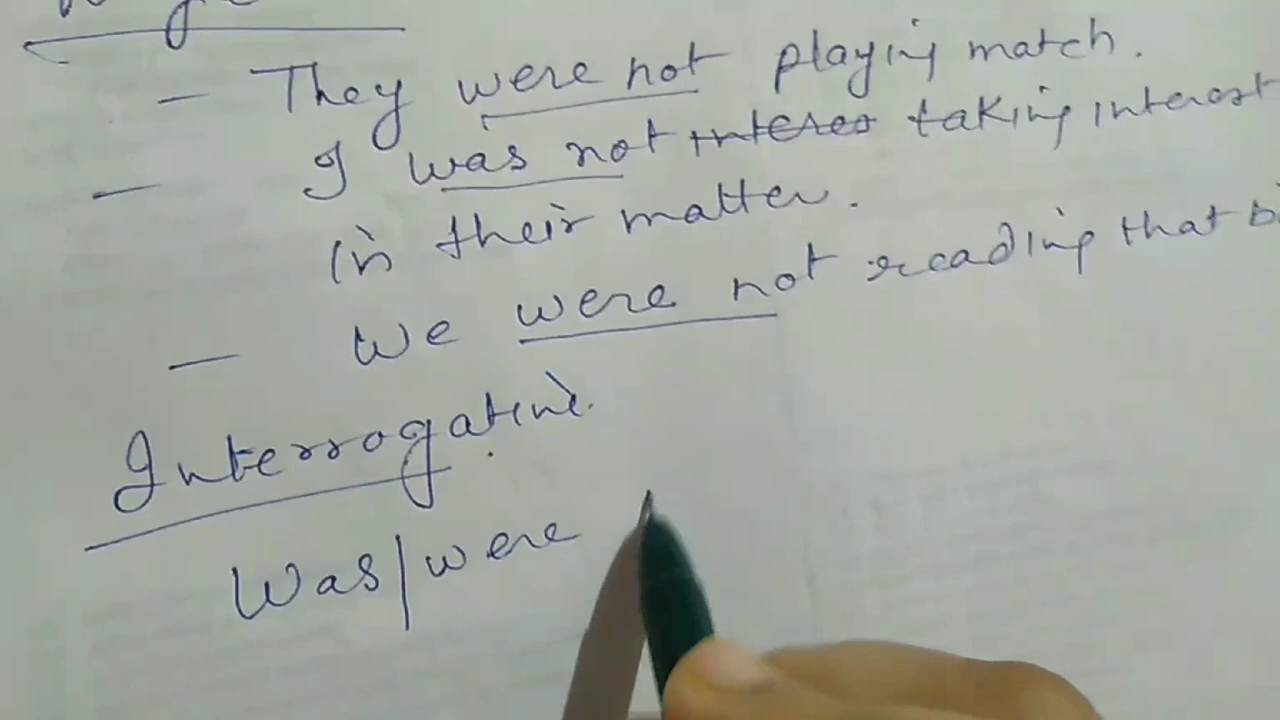 - They were not playing match.
- I was not taking interest
in their matter.
- We were not reading that
Interrogative.
Was/were